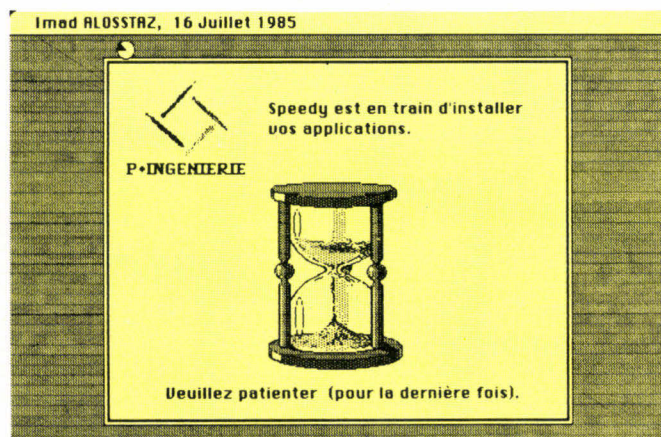 Imad ALOSSTAZ, 16 Juillet 1985
Speedy est en train d'installer
vos applications.
P+INGENIERIE
Veuillez patienter (pour la dernière fois).